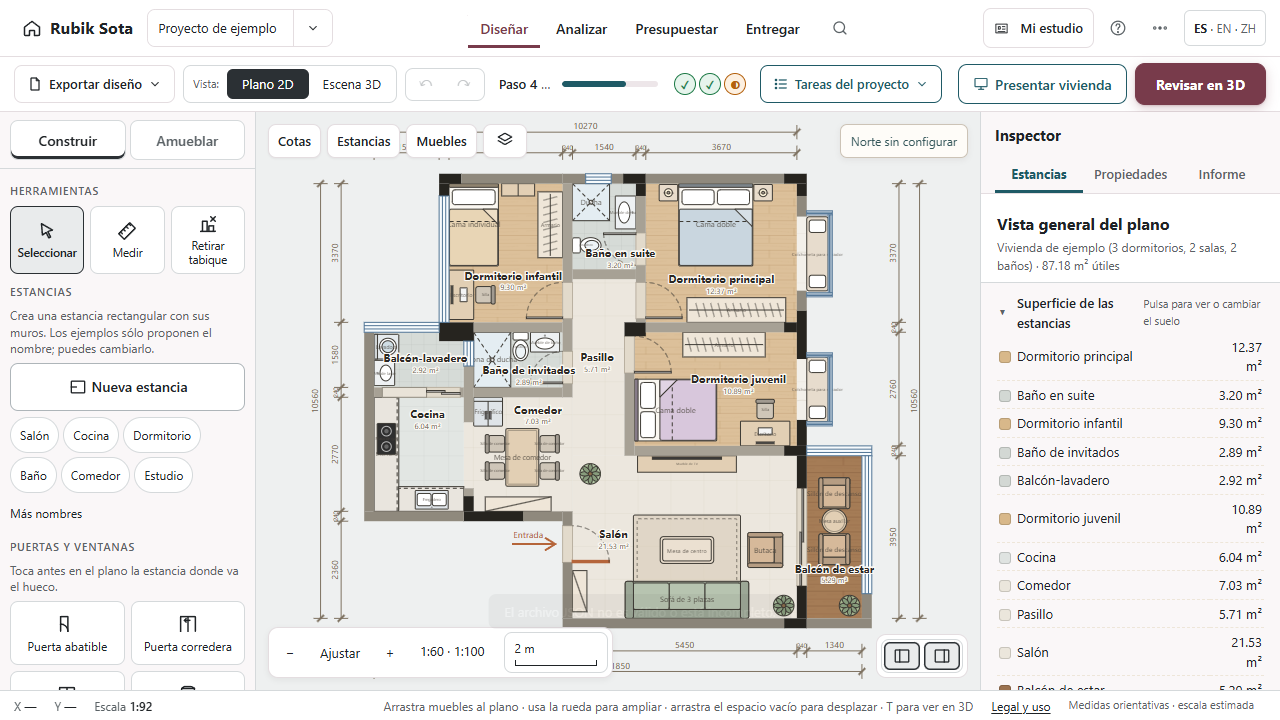 Rubik Sota
Proyecto de ejemplo
Diseñar
Analizar
Presupuestar
Entregar
Mi estudio
ES · EN · ZH
Exportar diseño
Vista:
Plano 2D
Escena 3D
Paso 4 ...
Tareas del proyecto
Presentar vivienda
Revisar en 3D
Construir
Amueblar
HERRAMIENTAS
Seleccionar
Medir
Retirar
tabique
ESTANCIAS
Crea una estancia rectangular con sus
muros. Los ejemplos sólo proponen el
nombre; puedes cambiarlo.
Nueva estancia
Salón
Cocina
Dormitorio
Baño
Comedor
Estudio
Más nombres
PUERTAS Y VENTANAS
Toca antes en el plano la estancia donde va
el hueco.
Puerta abatible
Puerta corredera
Cotas
Estancias
Muebles
Norte sin configurar
10270
1540
3670
3370
1580
2770
2360
10560
3370
2760
3950
10560
5450
1340
1850
Ducha
Cama individual
Cama doble
Baño en suite
3.20 m²
Dormitorio infantil
9.30 m²
Dormitorio principal
12.37 m²
Balcón-lavadero
2.92 m²
Baño de invitados
2.89 m²
Pasillo
5.71 m²
Dormitorio juvenil
10.89 m²
Cama doble
Cocina
6.04 m²
Comedor
7.03 m²
Mesa de comedor
Entrada
Salón
21.53 m²
Mesa de centro
Butaca
Sofá de 3 plazas
Balcón de estar
5.29 m²
−
Ajustar
+
1:60 · 1:100
2 m
Inspector
Estancias
Propiedades
Informe
Vista general del plano
Vivienda de ejemplo (3 dormitorios, 2 salas, 2
baños) · 87.18 m² útiles
Superficie de las
estancias
Pulsa para ver o cambiar
el suelo
Dormitorio principal
12.37
m²
Baño en suite
3.20 m²
Dormitorio infantil
9.30 m²
Baño de invitados
2.89 m²
Balcón-lavadero
2.92 m²
Dormitorio juvenil
10.89
m²
Cocina
6.04 m²
Comedor
7.03 m²
Pasillo
5.71 m²
Salón
21.53
m²
Balcón de estar
5.29 m²
X —
Y —
Escala 1:92
Arrastra muebles al plano · usa la rueda para ampliar · arrastra el espacio vacío para desplazar · T para ver en 3D
Legal y uso
Medidas orientativas · escala estimada